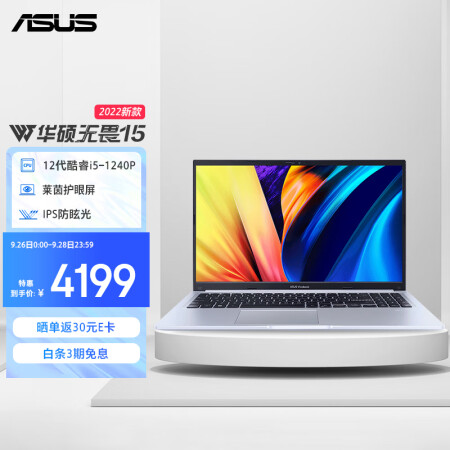 ASUS
2022新款
华硕无畏15
CPU
12代酷睿i5-1240P
莱茵护眼屏
IPS防眩光
9.26日0:00~9.28日23:59
特惠
到手价:¥
4199
晒单返30元E卡
白条3期免息